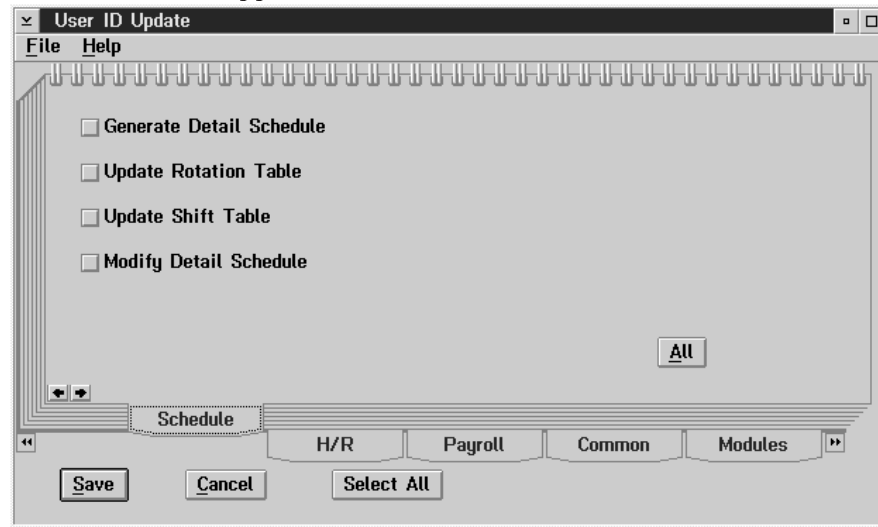 User ID Update
File Help
Generate Detail Schedule
Update Rotation Table
Update Shift Table
Modify Detail Schedule
All
Schedule
H/R Payroll Common Modules
Save Cancel Select All